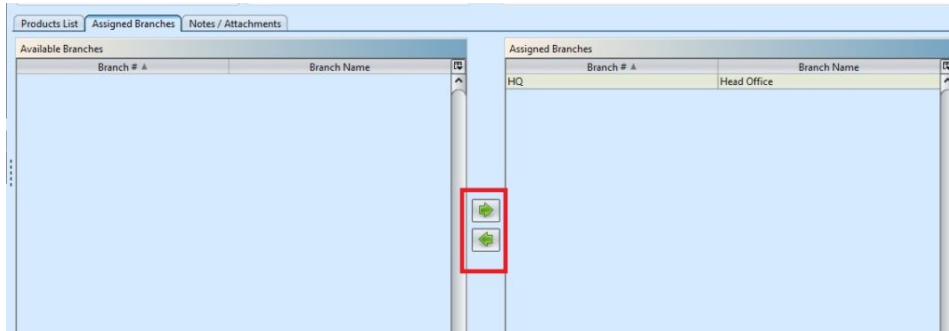 Products List Assigned Branches Notes / Attachments
Available Branches
Branch # Branch Name
Assigned Branches
Branch # Branch Name
HQ Head Office